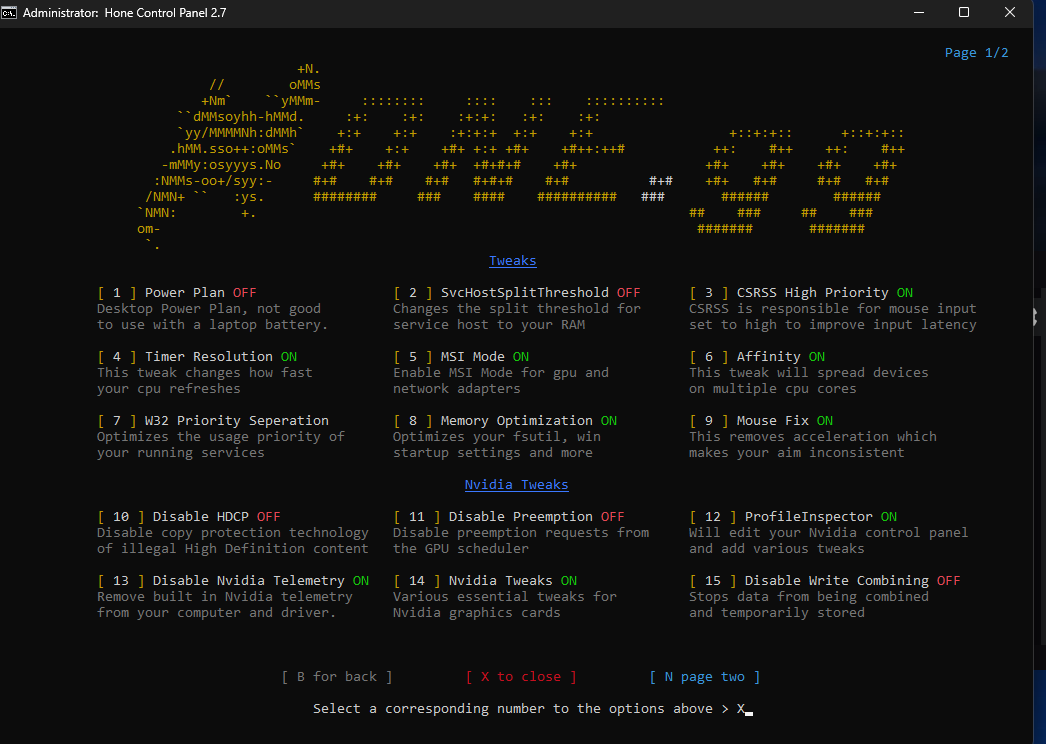 Administrator: Hone Control Panel 2.7
Page 1/2
Tweaks
[ 1 ] Power Plan OFF [ 2 ] SvcHostSplitThreshold OFF [ 3 ] CSRSS High Priority ON
Desktop Power Plan, not good Changes the split threshold for CSRSS is responsible for mouse input
to use with a laptop battery. service host to your RAM set to high to improve input latency
[ 4 ] Timer Resolution ON [ 5 ] MSI Mode ON [ 6 ] Affinity ON
This tweak changes how fast Enable MSI Mode for gpu and This tweak will spread devices
your cpu refreshes network adapters on multiple cpu cores
[ 7 ] W32 Priority Seperation [ 8 ] Memory Optimization ON [ 9 ] Mouse Fix ON
Optimizes the usage priority of Optimizes your fsutil, win This removes acceleration which
your running services startup settings and more makes your aim inconsistent
Nvidia Tweaks
[ 10 ] Disable HDCP OFF [ 11 ] Disable Preemption OFF [ 12 ] ProfileInspector ON
Disable copy protection technology Disable preemption requests from Will edit your Nvidia control panel
of illegal High Definition content the GPU scheduler and add various tweaks
[ 13 ] Disable Nvidia Telemetry ON [ 14 ] Nvidia Tweaks ON [ 15 ] Disable Write Combining OFF
Remove built in Nvidia telemetry Various essential tweaks for Stops data from being combined
from your computer and driver. Nvidia graphics cards and temporarily stored
[ B for back ] [ X to close ] [ N page two ]
Select a corresponding number to the options above > X